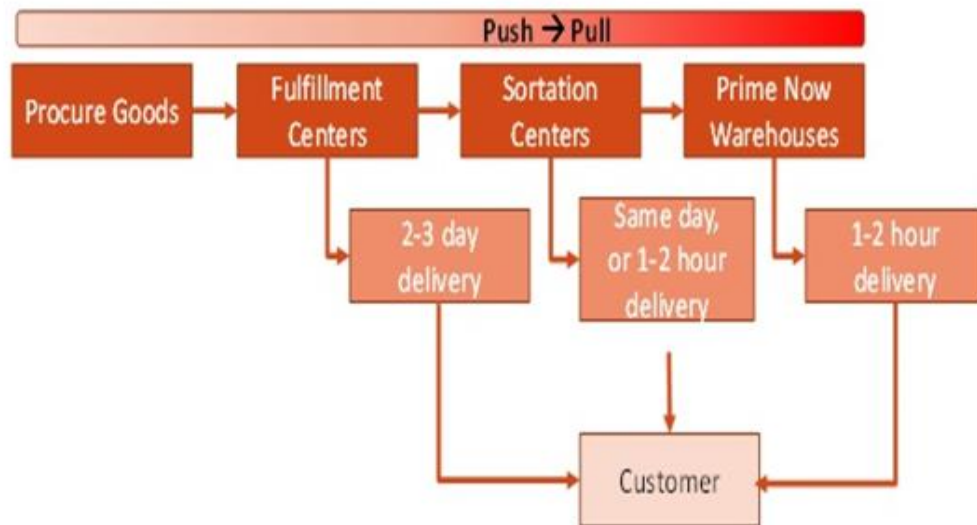 Push → Pull
Procure Goods
Fulfillment
Centers
Sortation
Centers
Prime Now
Warehouses
2-3 day
delivery
Same day,
or 1-2 hour
delivery
1-2 hour
delivery
Customer